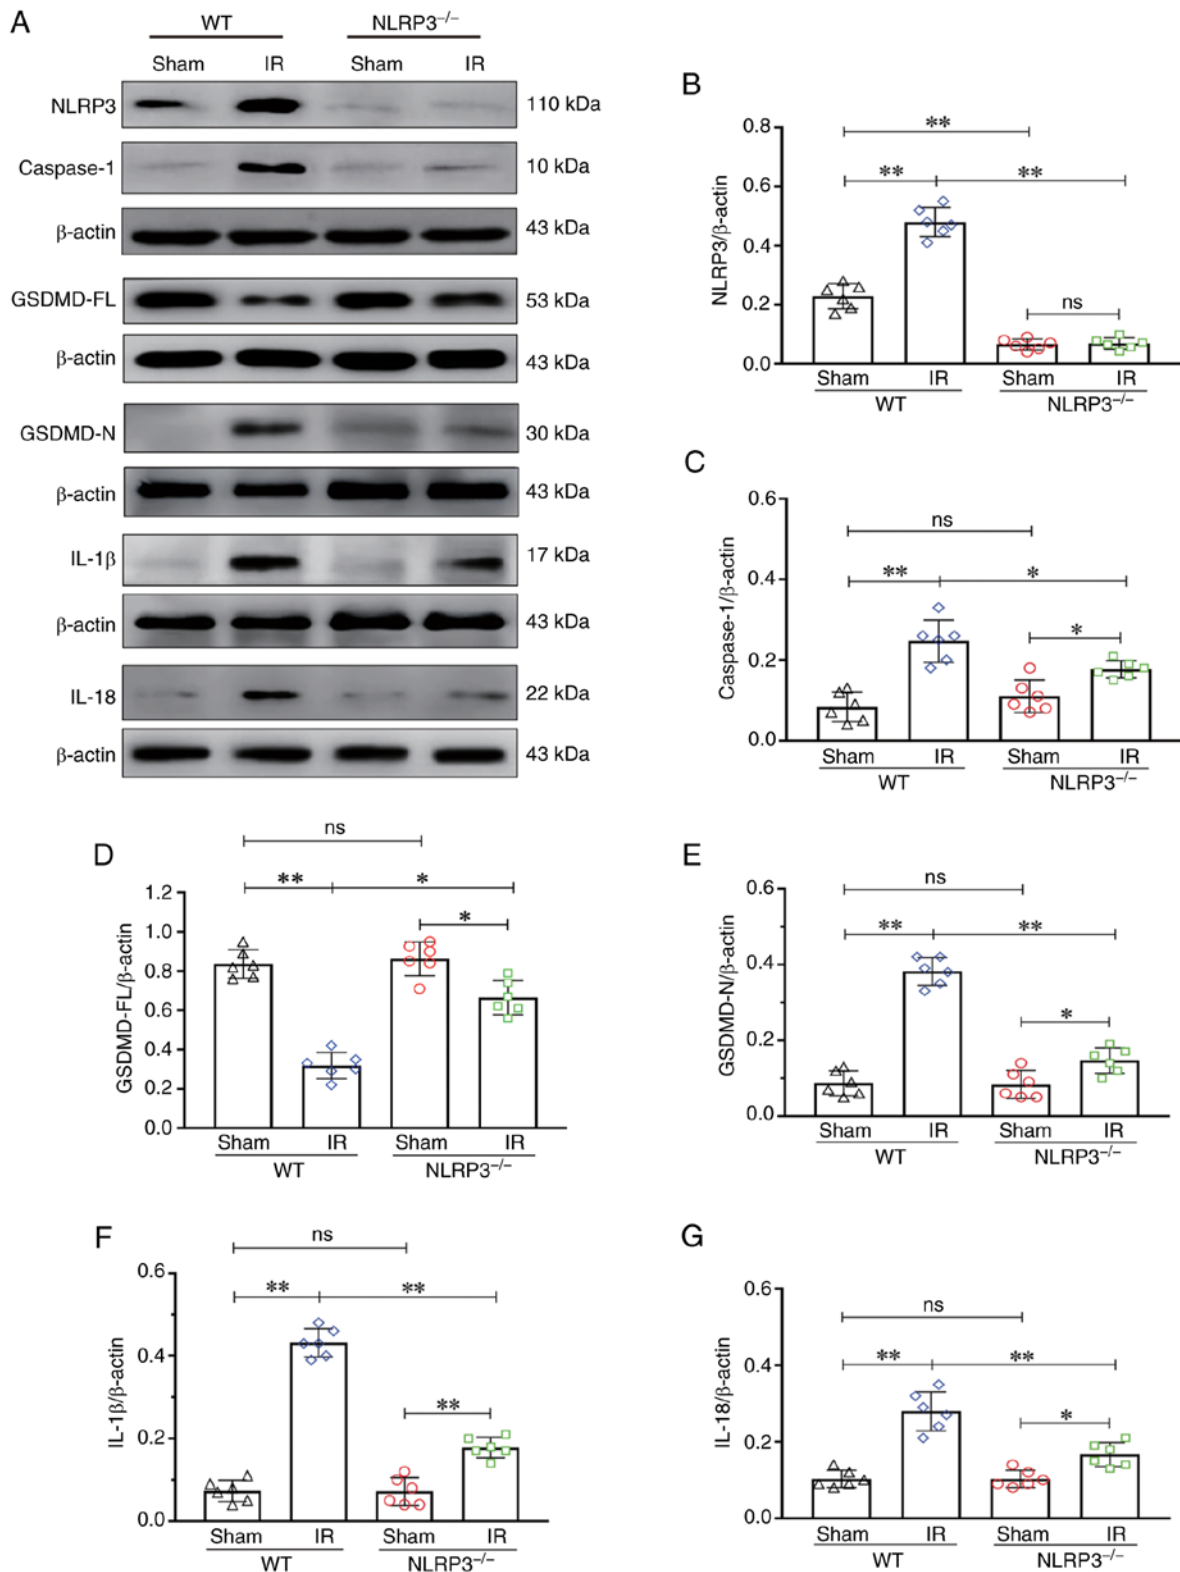 A
WT NLRP3−/−
Sham IR Sham IR
NLRP3 110 kDa
Caspase-1 10 kDa
β-actin 43 kDa
GSDMD-FL 53 kDa
β-actin 43 kDa
GSDMD-N 30 kDa
β-actin 43 kDa
IL-1β 17 kDa
β-actin 43 kDa
IL-18 22 kDa
β-actin 43 kDa
B
NLRP3/β-actin
0.8
0.6
0.4
0.2
0.0
**
** **
ns
Sham IR Sham IR
WT NLRP3−/−
C
Caspase-1/β-actin
0.6
0.4
0.2
0.0
ns
** *
*
Sham IR Sham IR
WT NLRP3−/−
D
GSDMD-FL/β-actin
1.2
1.0
0.8
0.6
0.4
0.2
0.0
ns
** *
*
Sham IR Sham IR
WT NLRP3−/−
E
GSDMD-N/β-actin
0.6
0.4
0.2
0.0
ns
** **
*
Sham IR Sham IR
WT NLRP3−/−
F
IL-1β/β-actin
0.6
0.4
0.2
0.0
ns
** **
**
Sham IR Sham IR
WT NLRP3−/−
G
IL-18/β-actin
0.6
0.4
0.2
0.0
ns
** **
*
Sham IR Sham IR
WT NLRP3−/−